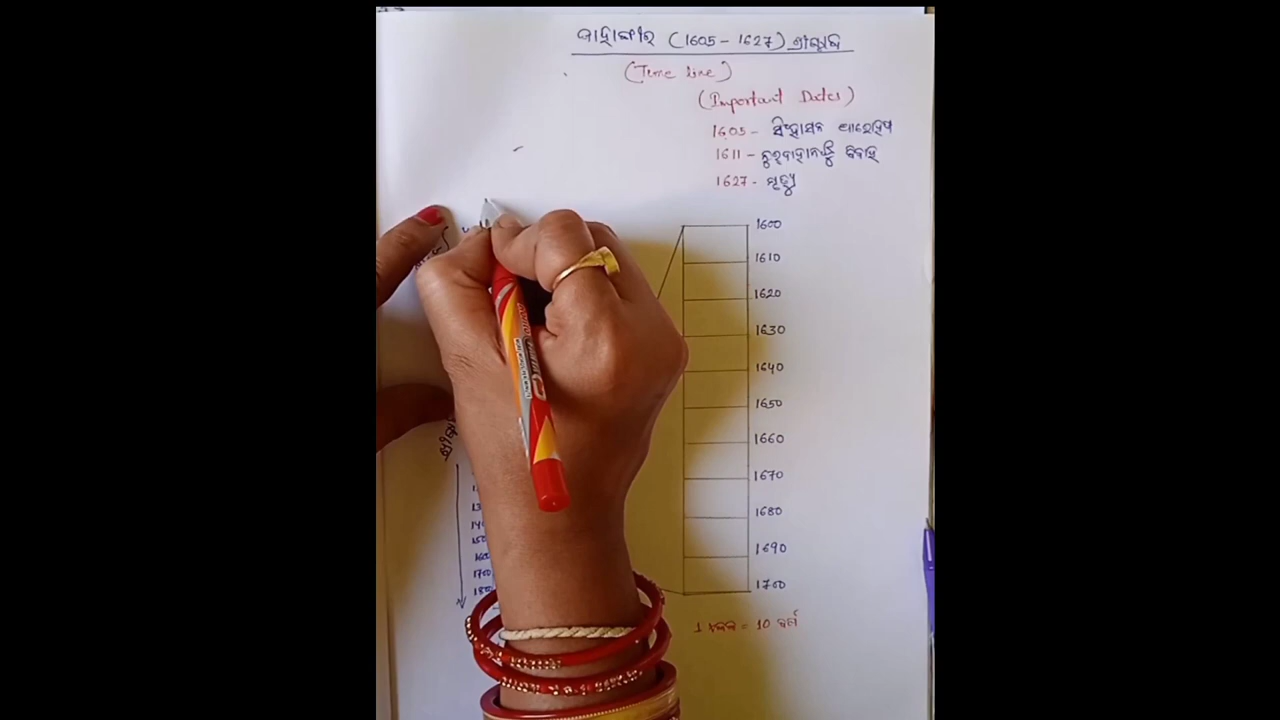 ଜାହାଙ୍ଗୀର (1605 - 1627)
(Time line)
(Important Dates)
1605 - ସିଂହାସନ ଆରୋହଣ
1611 - ନୁରଜାହାନଙ୍କୁ ବିବାହ
1627 - ମୃତ୍ୟୁ
1600
1610
1620
1630
1640
1650
1660
1670
1680
1690
1700
1 = 10 ବର୍ଷ
1700